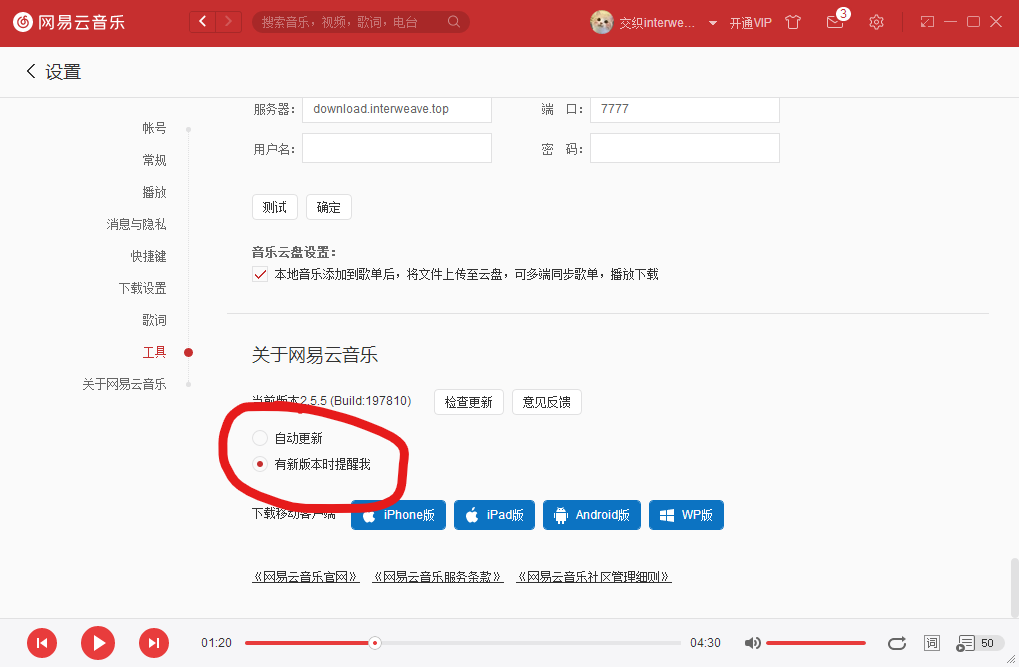 网易云音乐
搜索音乐，视频，歌词，电台
交织interwe...
开通VIP
3
设置
服务器： download.interweave.top 端 口： 7777
用户名： 密 码：
测试 确定
音乐云盘设置：
本地音乐添加到歌单后，将文件上传至云盘，可多端同步歌单，播放下载
帐号
常规
播放
消息与隐私
快捷键
下载设置
歌词
工具
关于网易云音乐
关于网易云音乐
当前版本2.5.5 (Build:197810) 检查更新 意见反馈
自动更新
有新版本时提醒我
下载移动客户端 iPhone版 iPad版 Android版 WP版
《网易云音乐官网》 《网易云音乐服务条款》 《网易云音乐社区管理细则》
01:20 04:30 词 50